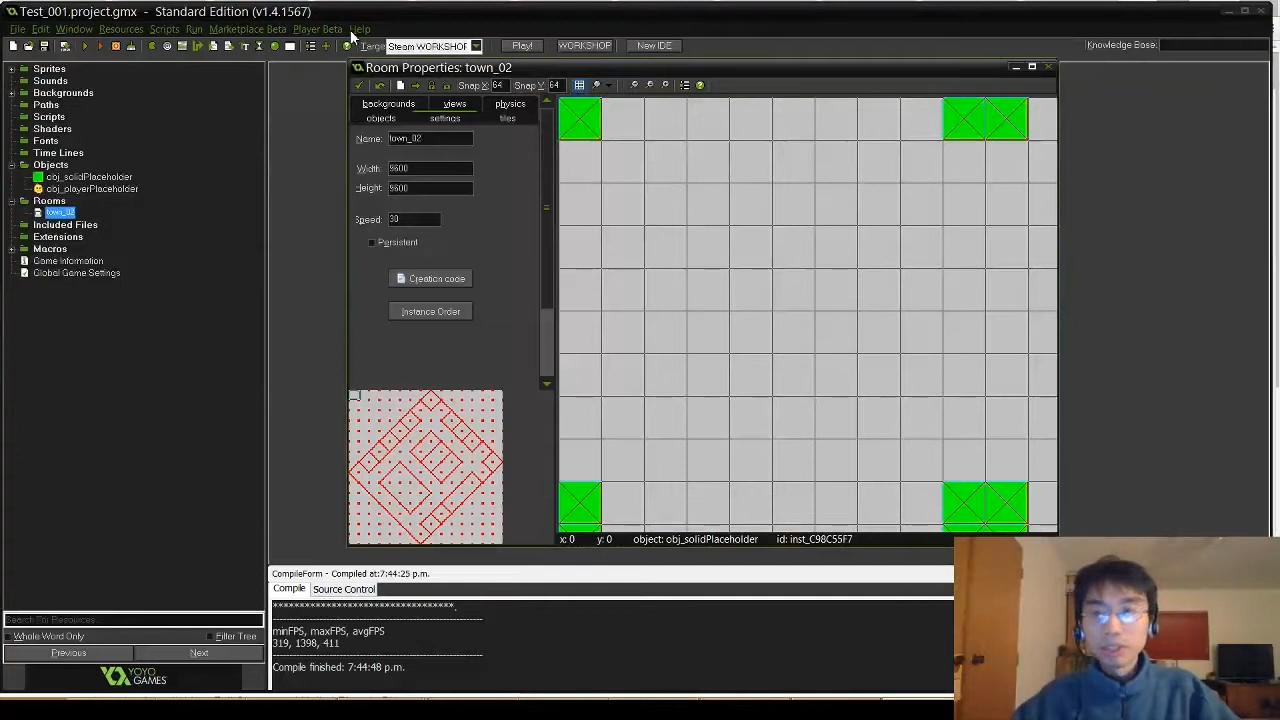 Test_001.project.gmx - Standard Edition (v1.4.1567)
File Edit Window Resources Scripts Run Marketplace Beta Player Beta Help
Target Steam WORKSHOP Play! WORKSHOP New IDE Knowledge Base:
Sprites
Sounds
Backgrounds
Paths
Scripts
Shaders
Fonts
Time Lines
Objects
obj_solidPlaceholder
obj_playerPlaceholder
Rooms
town_02
Included Files
Extensions
Macros
Game Information
Global Game Settings
Search For Resources...
Whole Word Only Filter Tree
Previous Next
YOYO
GAMES
Room Properties: town_02
Snap X: 64 Snap Y: 64
backgrounds views physics
objects settings tiles
Name: town_02
Width: 9600
Height: 9600
Speed: 30
Persistent
Creation code
Instance Order
x: 0 y: 0 object: obj_solidPlaceholder id: inst_C98C55F7
CompileForm - Compiled at:7:44:25 p.m.
Compile Source Control
minFPS, maxFPS, avgFPS
319, 1398, 411
Compile finished: 7:44:48 p.m.